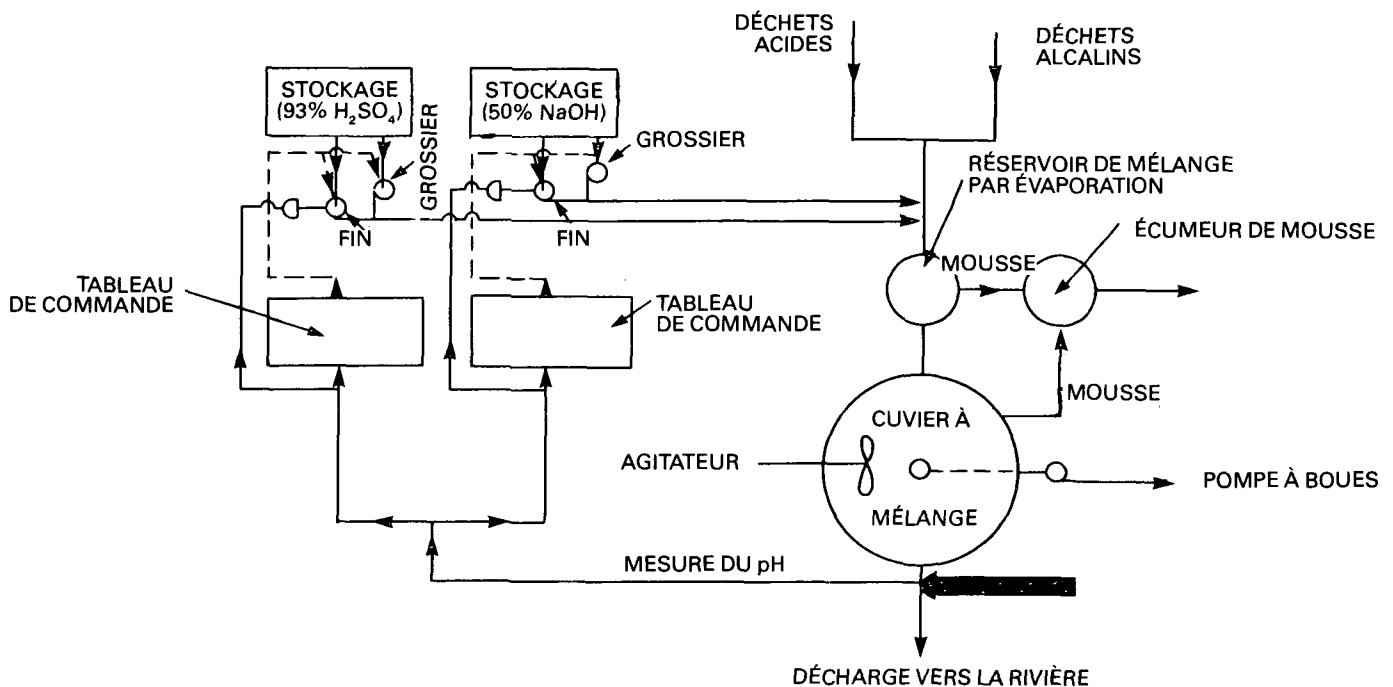 DÉCHETS
ACIDES
DÉCHETS
ALCALINS
STOCKAGE
(93% H₂SO₄)
GROSSIER
STOCKAGE
(50% NaOH)
GROSSIER
RÉSERVOIR DE MÉLANGE
PAR ÉVAPORATION
FIN
FIN
ÉCUMEUR DE MOUSSE
MOUSSE
TABLEAU
DE COMMANDE
TABLEAU
DE COMMANDE
MOUSSE
CUVIER À
MÉLANGE
AGITATEUR
POMPE À BOUES
MESURE DU pH
DÉCHARGE VERS LA RIVIÈRE